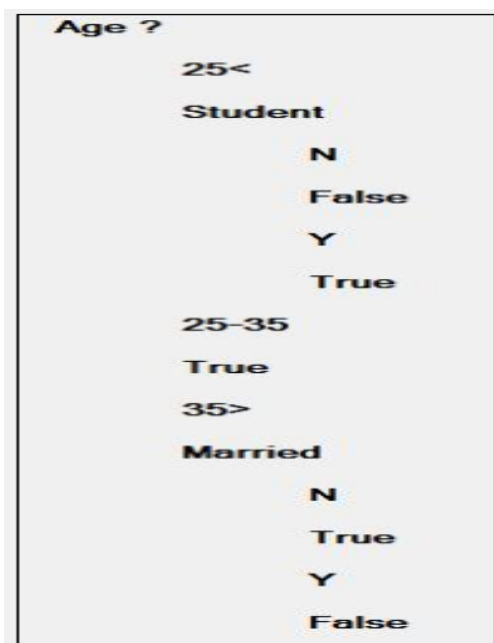 Age ?
25<
Student
N
False
Y
True
25-35
True
35>
Married
N
True
Y
False